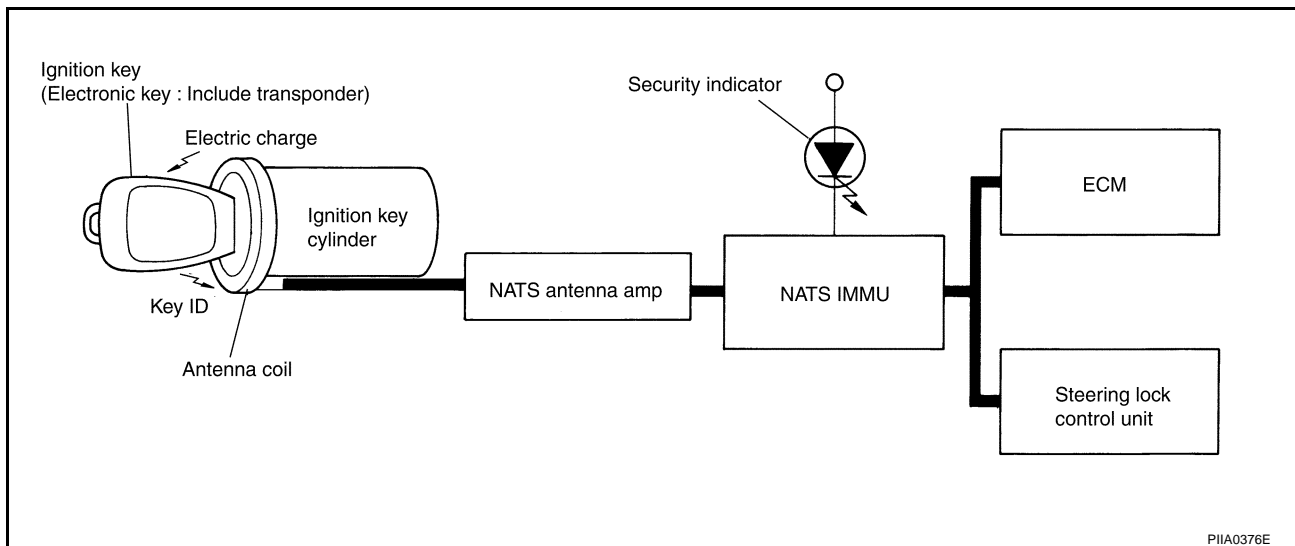 Ignition key
(Electronic key : Include transponder)
Electric charge
Ignition key
cylinder
Key ID
Antenna coil
NATS antenna amp
Security indicator
NATS IMMU
ECM
Steering lock
control unit
PIIA0376E